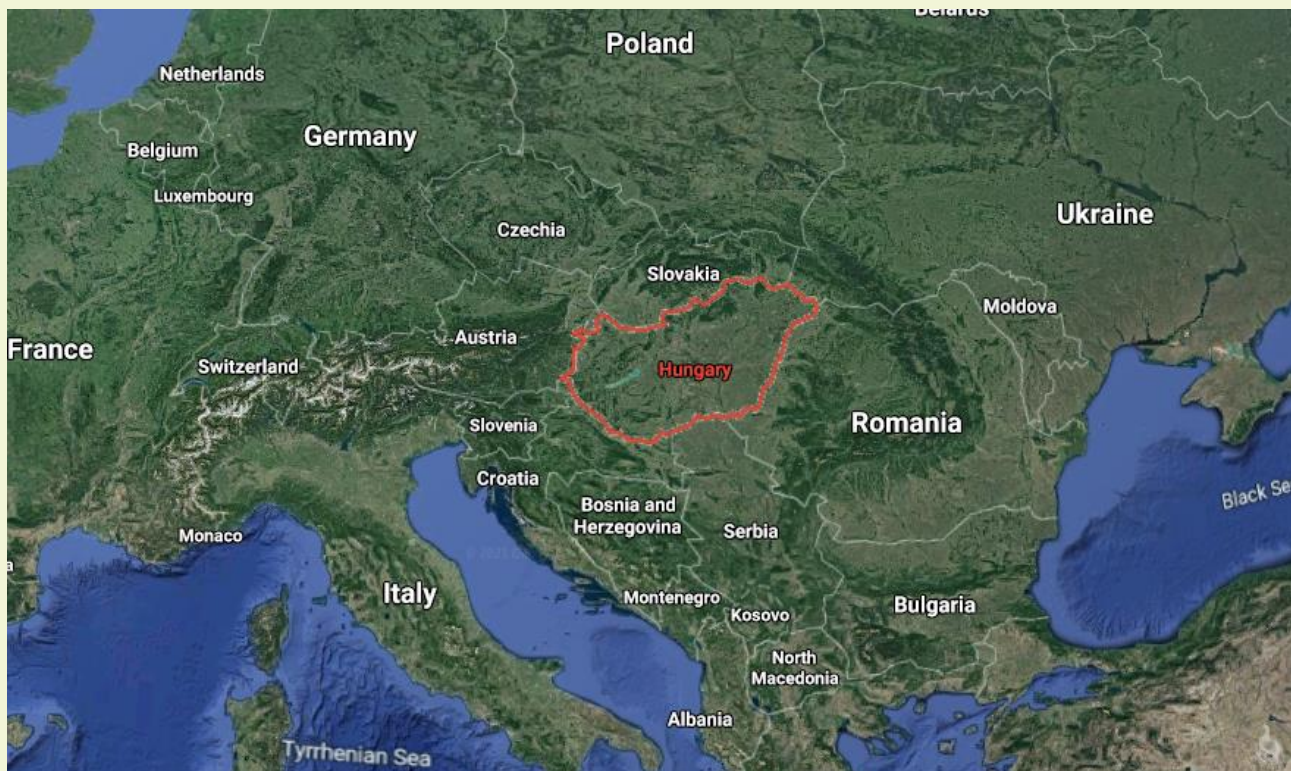 Belarus
Poland
Netherlands
Germany
Belgium
Luxembourg
Ukraine
Czechia
Slovakia
Moldova
Austria
France
Switzerland
Hungary
Romania
Slovenia
Croatia
Bosnia and
Herzegovina
Black Se
Serbia
Monaco
Italy
Montenegro
Bulgaria
Kosovo
North
Macedonia
Albania
Tyrrhenian Sea